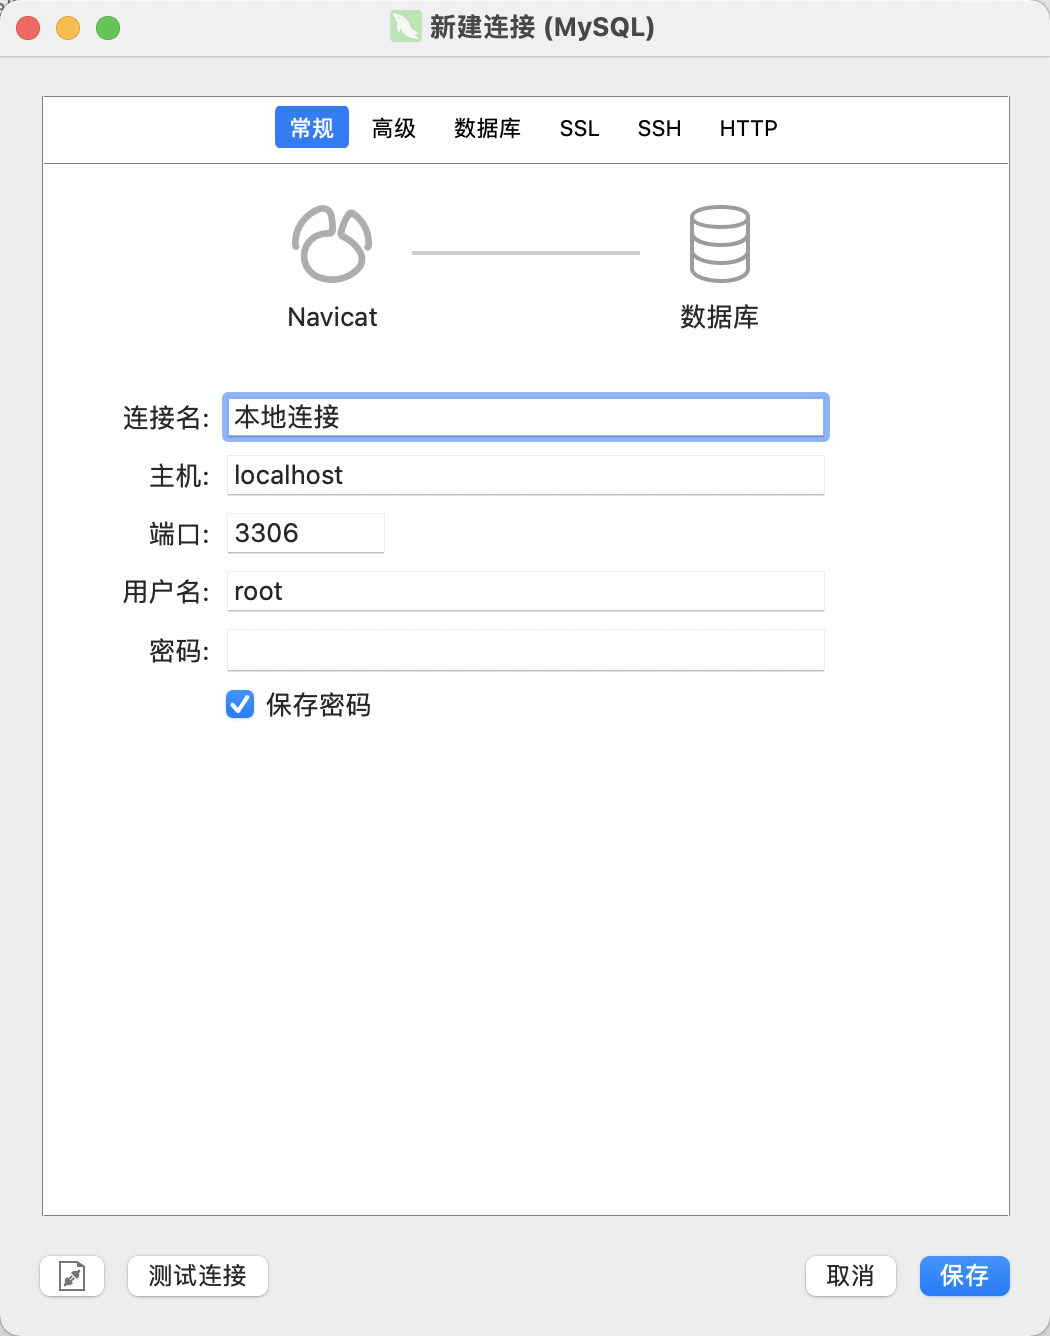 新建连接 (MySQL)
常规 高级 数据库 SSL SSH HTTP
Navicat 数据库
连接名: 本地连接
主机: localhost
端口: 3306
用户名: root
密码:
保存密码
测试连接 取消 保存